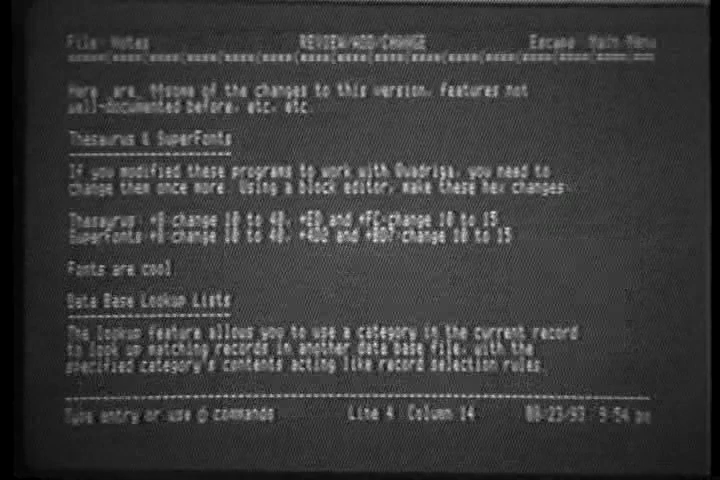 File: Notes REVIEW/ADD/CHANGE Escape: Main Menu
Here are some of the changes to this version, features not
well-documented before, etc. etc.
Thesaurus & SuperFonts
If you modified these programs to work with Quadriga, you need to
change them once more. Using a block editor, make these hex changes:
Thesaurus: change 10 to 40; and change 10 to 15
SuperFonts change 10 to 40; and change 10 to 15
Fonts are cool
Data Base Lookup Lists
The lookup feature allows you to use a category in the current record
to look up matching records in another data base file, with the
specified category's contents acting like record selection rules.
Type entry or use @ commands Line 4 Column 14 9:54 pm